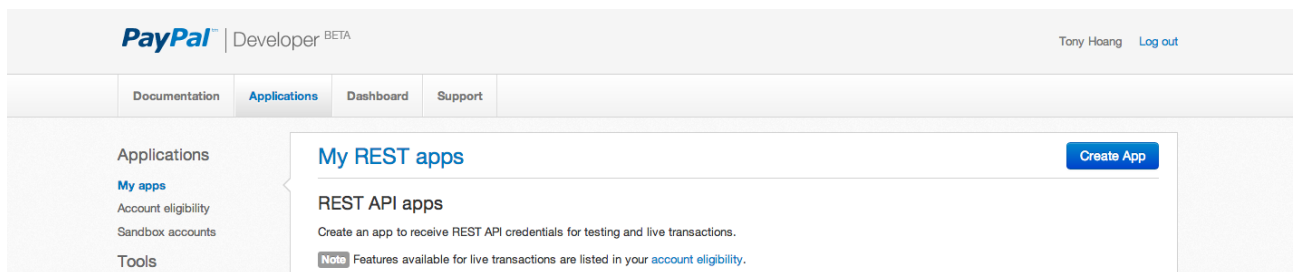 PayPal™ | Developer BETA
Tony Hoang Log out
Documentation Applications Dashboard Support
Applications
My apps
Account eligibility
Sandbox accounts
Tools
My REST apps
Create App
REST API apps
Create an app to receive REST API credentials for testing and live transactions.
Note Features available for live transactions are listed in your account eligibility.